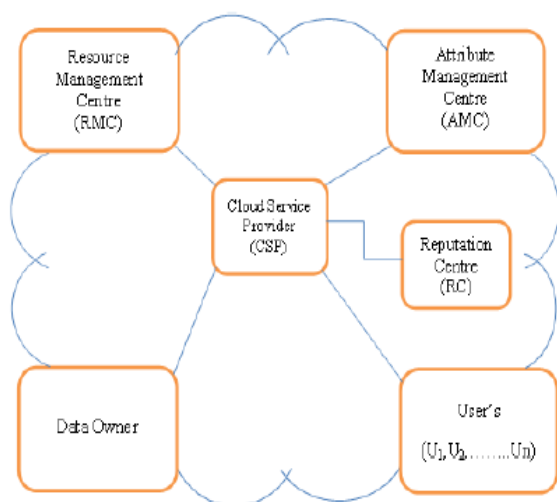 Resource
Management
Centre
(RMC)
Attribute
Management
Centre
(AMC)
Cloud Service
Provider
(CSP)
Reputation
Centre
(RC)
Data Owner
User's
(U₁,U₂,........Un)